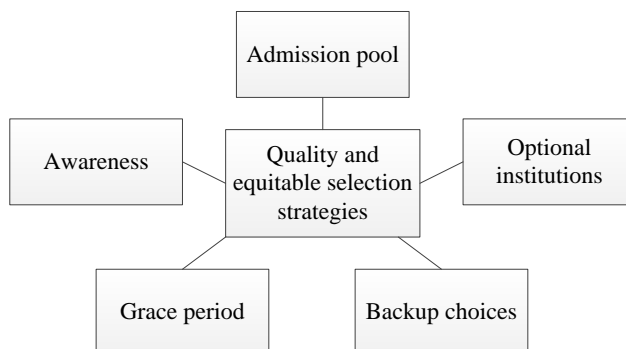 Admission pool
Awareness
Quality and
equitable selection
strategies
Optional
institutions
Grace period
Backup choices